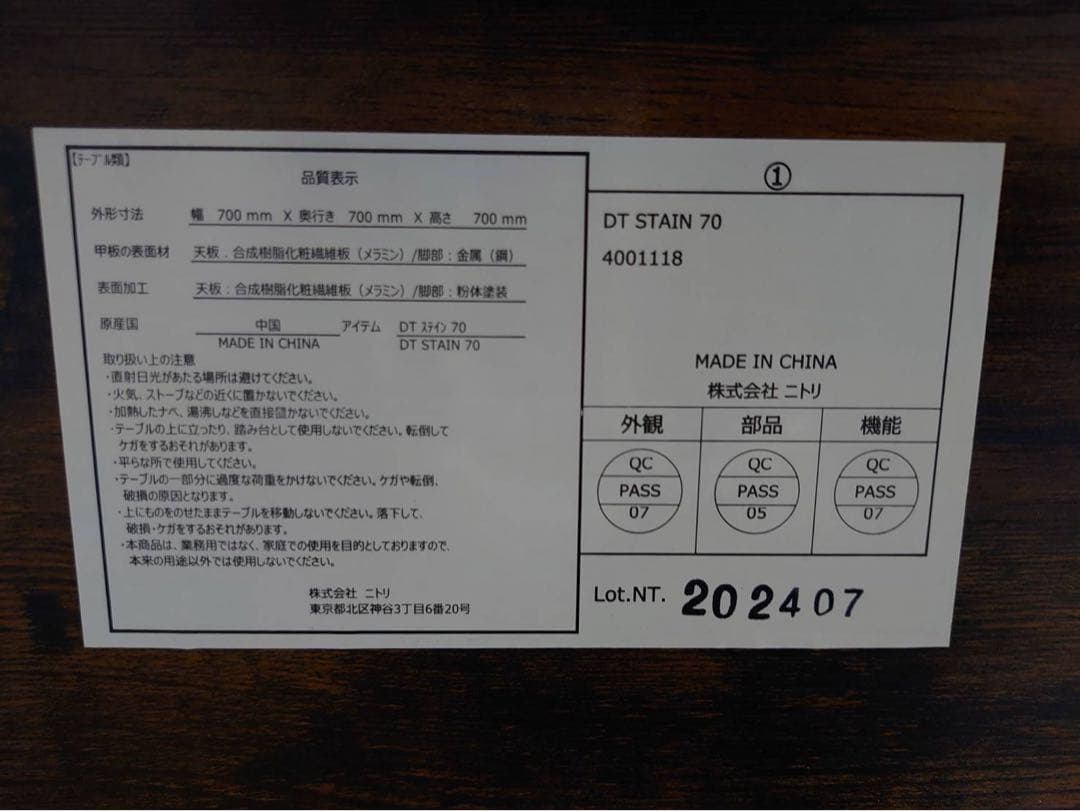 【ﾃｰﾌﾞﾙ類】
品質表示
外形寸法 幅 700 mm X 奥行き 700 mm X 高さ 700 mm
甲板の表面材 天板：合成樹脂化粧繊維板（メラミン）/脚部：金属（鋼）
表面加工 天板：合成樹脂化粧繊維板（メラミン）/脚部：粉体塗装
原産国 中国 アイテム DT ｽﾃｲﾝ 70
MADE IN CHINA DT STAIN 70
取り扱い上の注意
・直射日光があたる場所は避けてください。
・火気、ストーブなどの近くに置かないでください。
・加熱したナベ、湯沸しなどを直接置かないでください。
・テーブルの上に立ったり、踏み台として使用しないでください。転倒して
ケガをするおそれがあります。
・平らな所で使用してください。
・テーブルの一部分に過度な荷重をかけないでください。ケガや転倒、
破損の原因となります。
・上にものをのせたままテーブルを移動しないでください。落下して、
破損・ケガをするおそれがあります。
・本商品は、業務用ではなく、家庭での使用を目的としておりますので、
本来の用途以外では使用しないでください。
株式会社 ニトリ
東京都北区神谷3丁目6番20号
①
DT STAIN 70
4001118
MADE IN CHINA
株式会社 ニトリ
外観 部品 機能
QC QC QC
PASS PASS PASS
07 05 07
Lot.NT. 202407